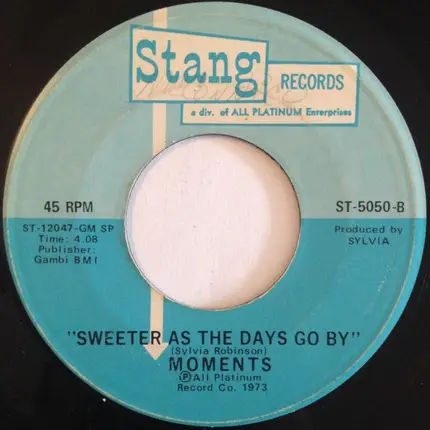 Stang
RECORDS
a div. of ALL PLATINUM Enterprises
45 RPM
ST-12047-GM SP
Time: 4.08
Publisher:
Gambi BMI
ST-5050-B
Produced by
SYLVIA
"SWEETER AS THE DAYS GO BY"
(Sylvia Robinson)
MOMENTS
℗All Platinum
Record Co. 1973